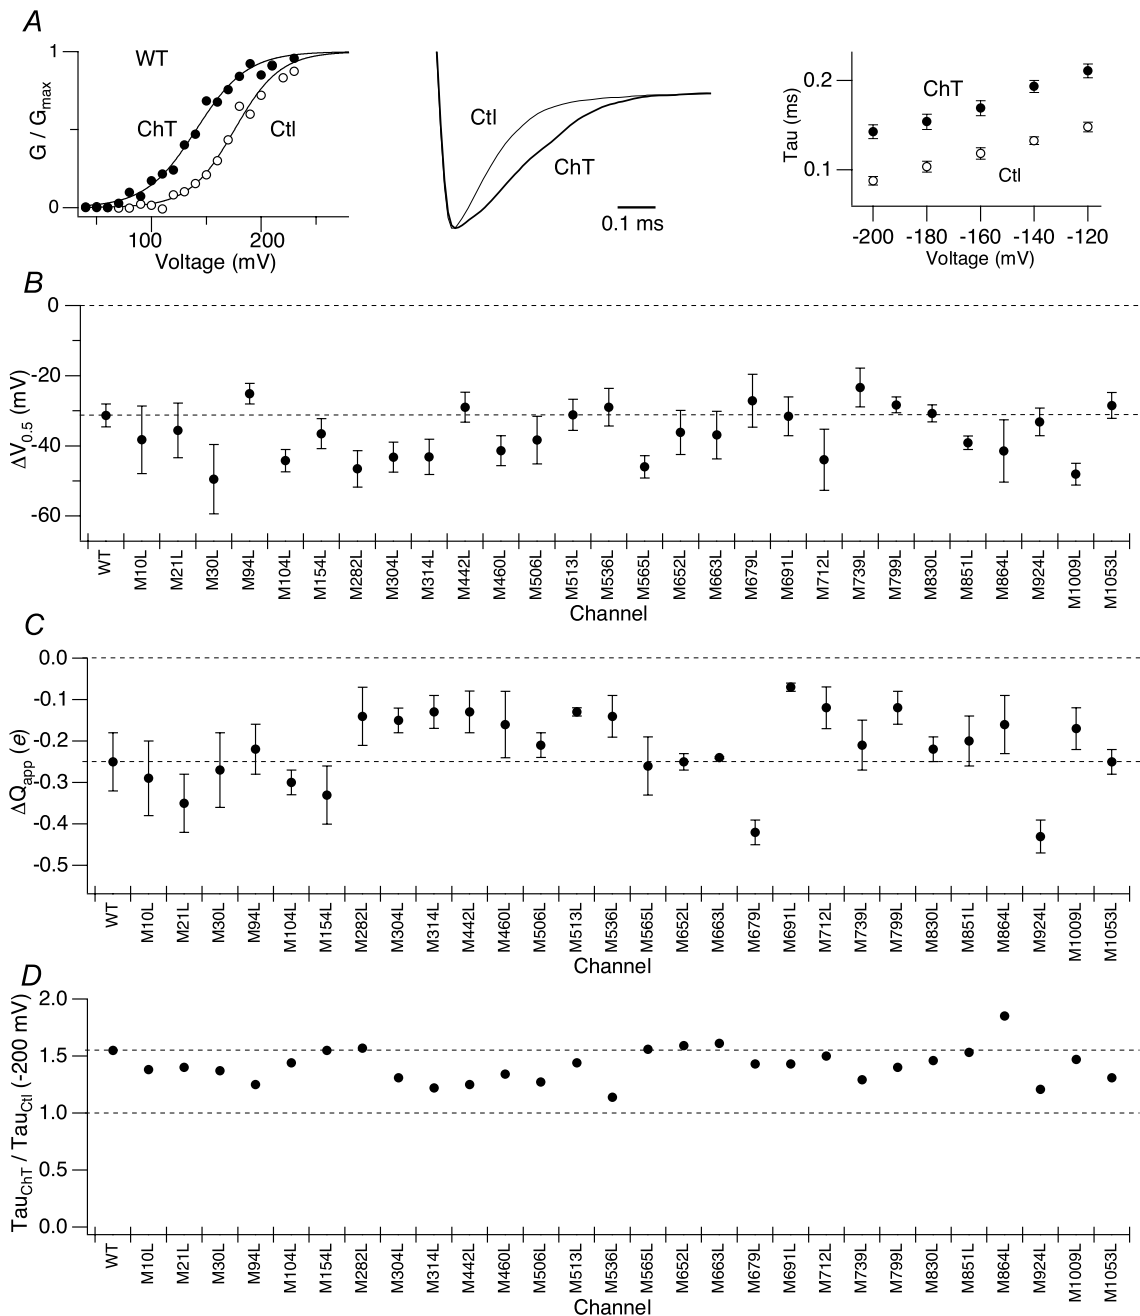 A
1
WT
ChT
Ctl
G / Gmax
0
100 200
Voltage (mV)
Ctl
ChT
0.1 ms
0.2
ChT
Tau (ms)
0.1
Ctl
-200 -180 -160 -140 -120
Voltage (mV)
B
0
-20
-40
-60
ΔV0.5 (mV)
WT M10L M21L M30L M94L M104L M154L M282L M304L M314L M442L M460L M506L M513L M536L M565L M652L M663L M679L M691L M712L M739L M799L M830L M851L M864L M924L M1009L M1053L
Channel
C
0.0
-0.1
-0.2
-0.3
-0.4
-0.5
ΔQapp (e)
WT M10L M21L M30L M94L M104L M154L M282L M304L M314L M442L M460L M506L M513L M536L M565L M652L M663L M679L M691L M712L M739L M799L M830L M851L M864L M924L M1009L M1053L
Channel
D
2.0
1.5
1.0
0.5
0.0
TauChT / TauCtl (-200 mV)
WT M10L M21L M30L M94L M104L M154L M282L M304L M314L M442L M460L M506L M513L M536L M565L M652L M663L M679L M691L M712L M739L M799L M830L M851L M864L M924L M1009L M1053L
Channel